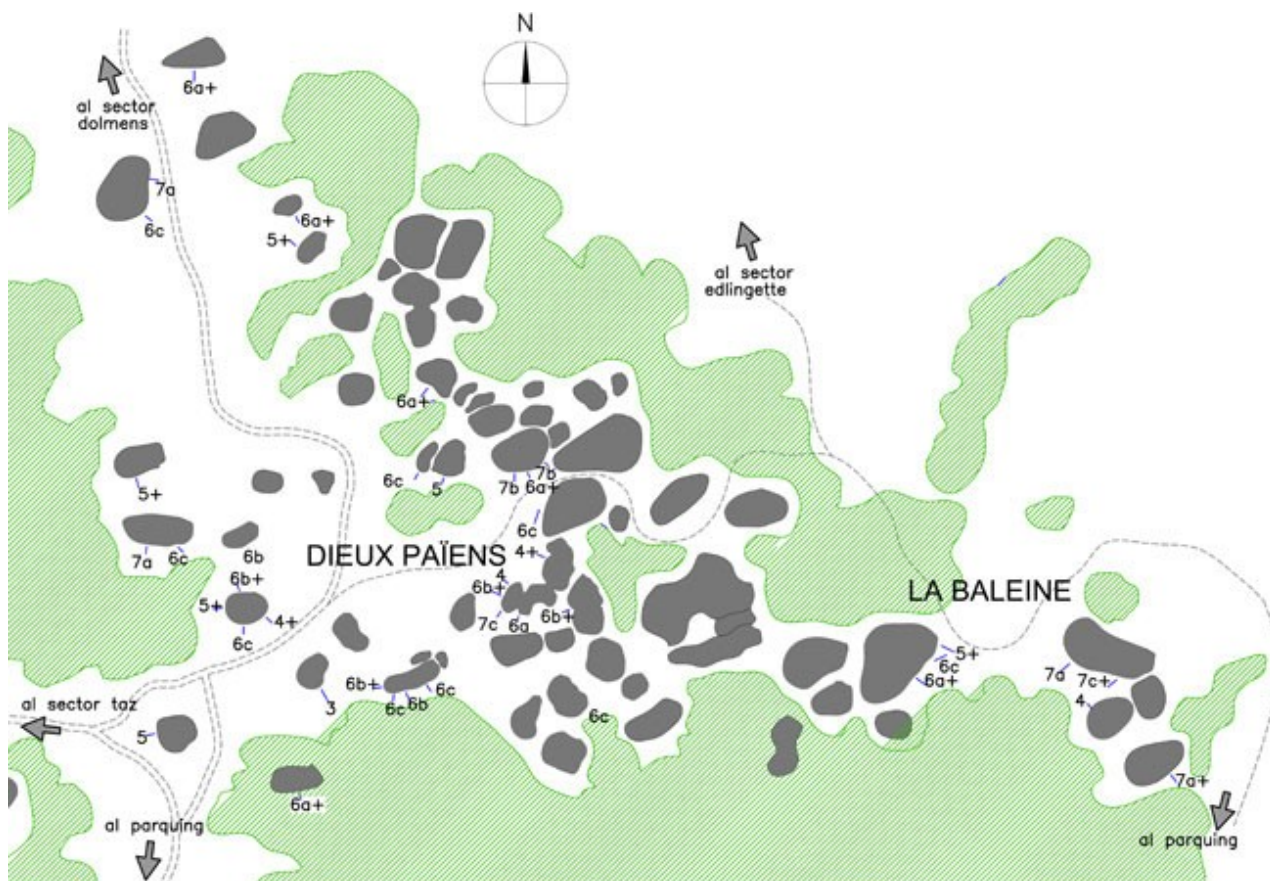 N
6a+
al sector
dolmens
7a
6c
6a+
5+
al sector
edlingette
6a+
6c
5
7b
6a+
7b
5+
6c
7a
6c
6b
DIEUX PAÏENS
4+
LA BALEINE
6b+
4
6b+
5+
4+
7c
6a
6b+
6c
5+
6c
6a+
7a
7c+
6b+
6c
6b
6c
3
4
al sector taz
5
6c
6a+
7a+
al parquing
al parquing